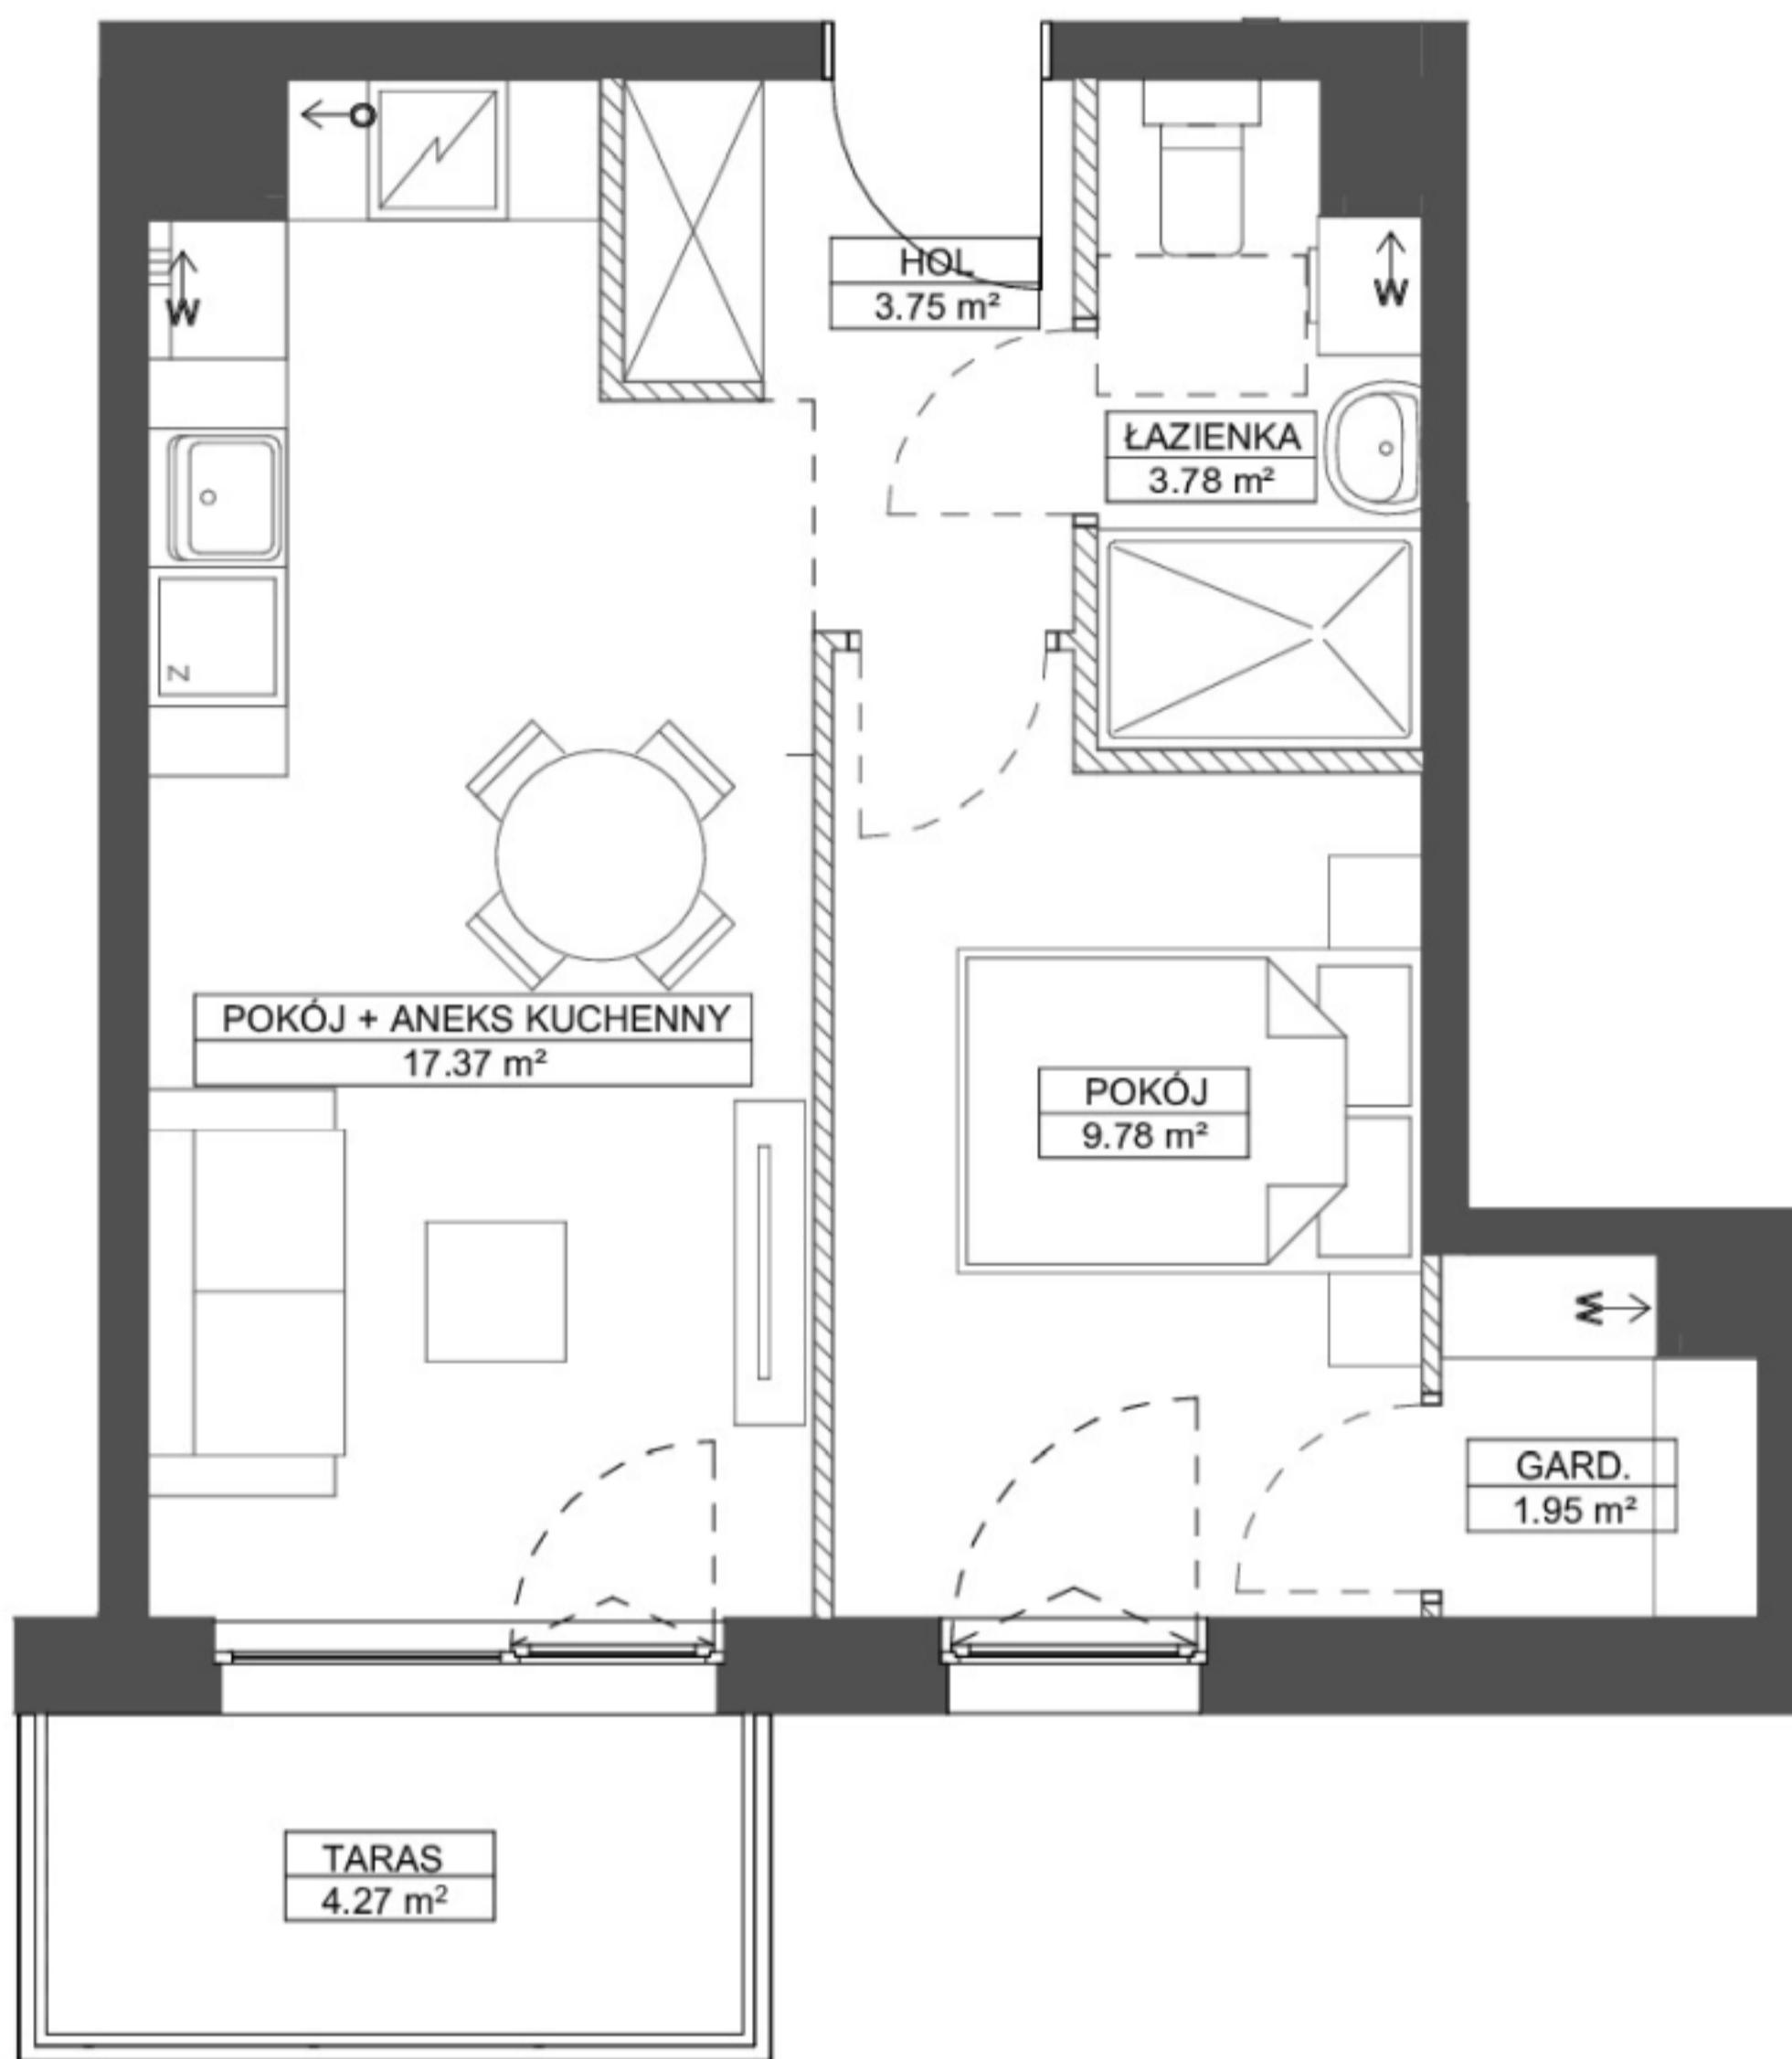 O
W
HOL
3.75 m²
W
ŁAZIENKA
3.78 m²
Z
POKÓJ + ANEKS KUCHENNY
17.37 m²
POKÓJ
9.78 m²
W
GARD.
1.95 m²
TARAS
4.27 m²